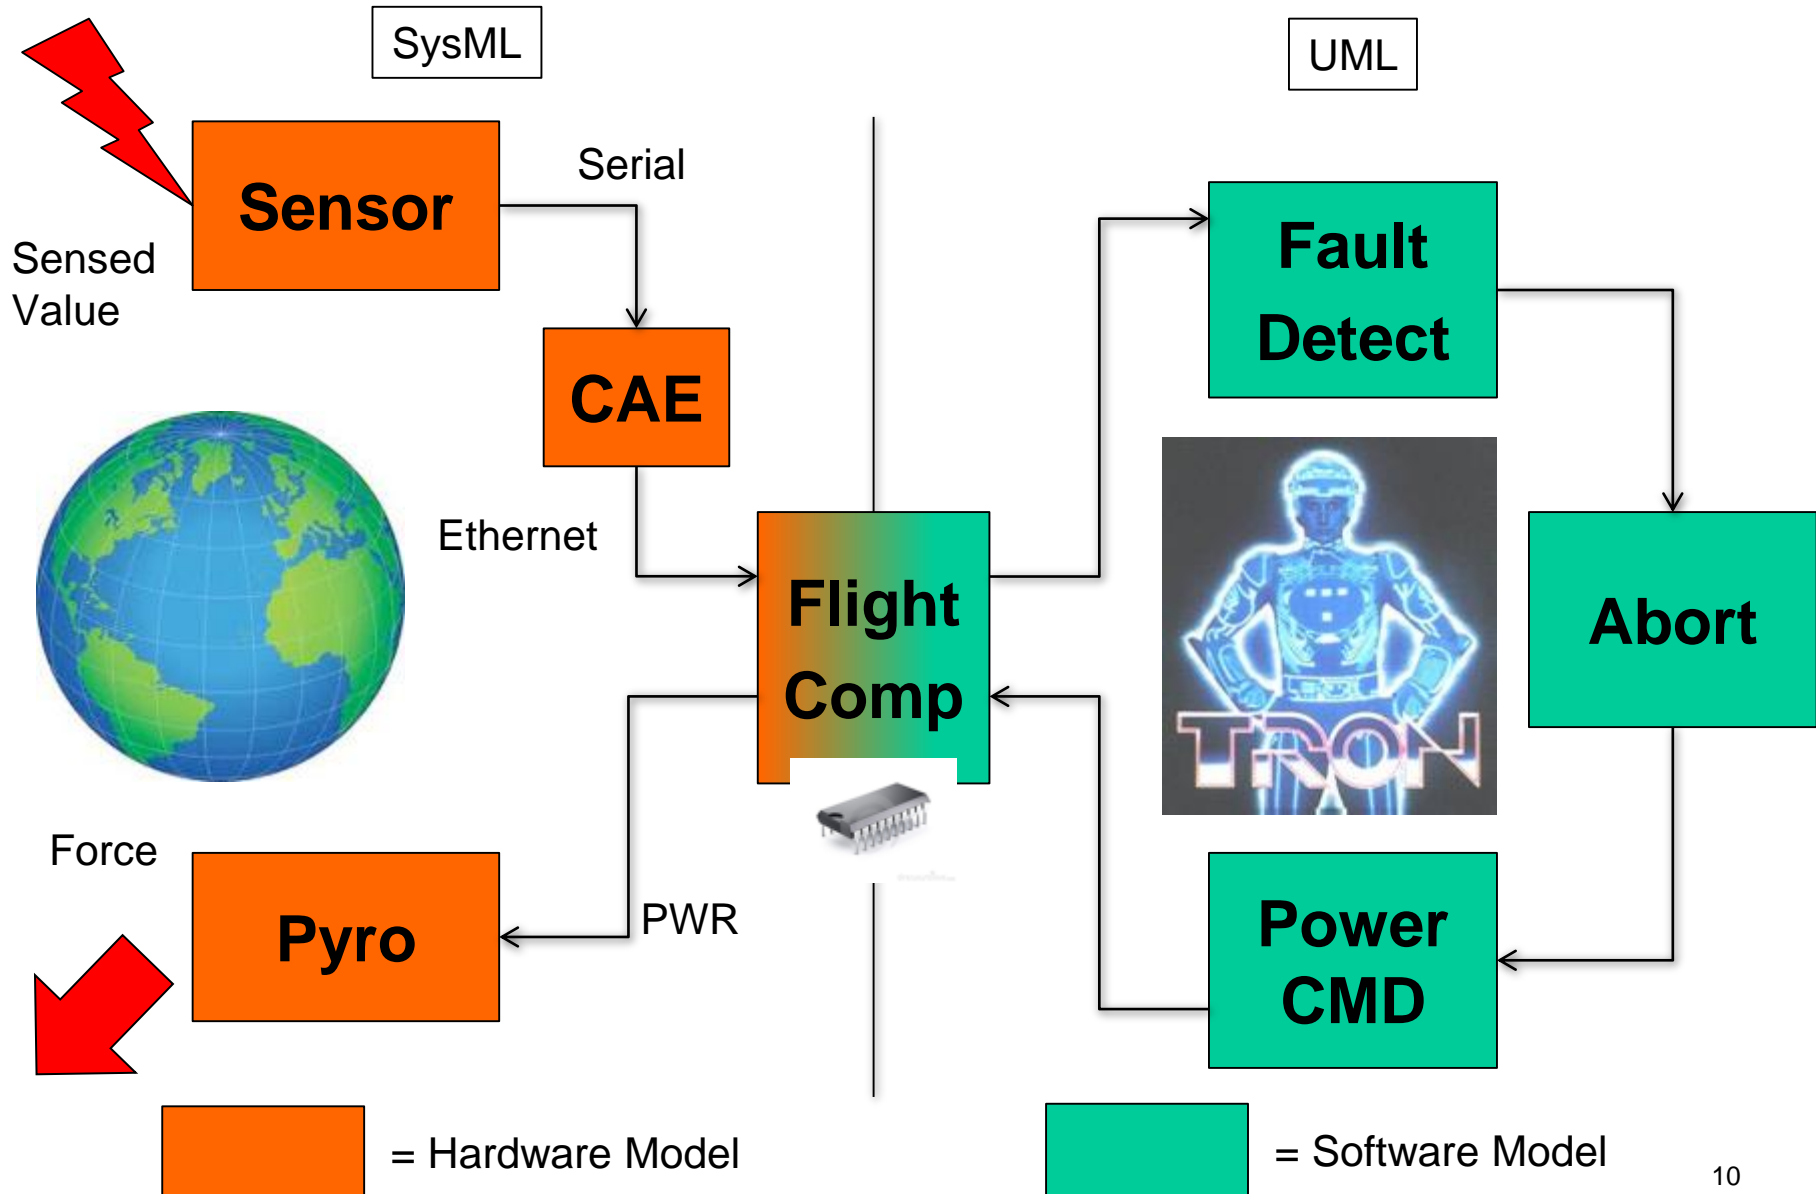 SysML
UML
Sensor
Serial
Sensed
Value
Fault
Detect
CAE
Ethernet
Flight
Comp
TRON
Abort
Force
Pyro
PWR
Power
CMD
= Hardware Model
= Software Model
10